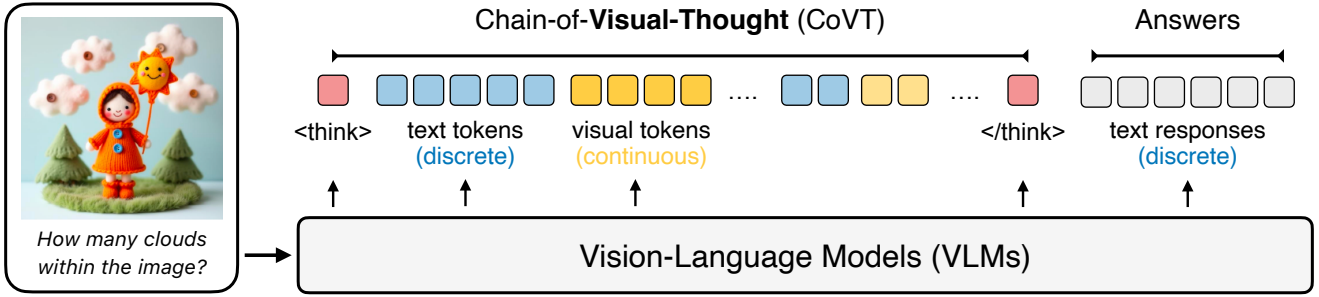 Chain-of-Visual-Thought (CoVT)
Answers
....
....
<think>
text tokens
(discrete)
visual tokens
(continuous)
</think>
text responses
(discrete)
How many clouds
within the image?
Vision-Language Models (VLMs)